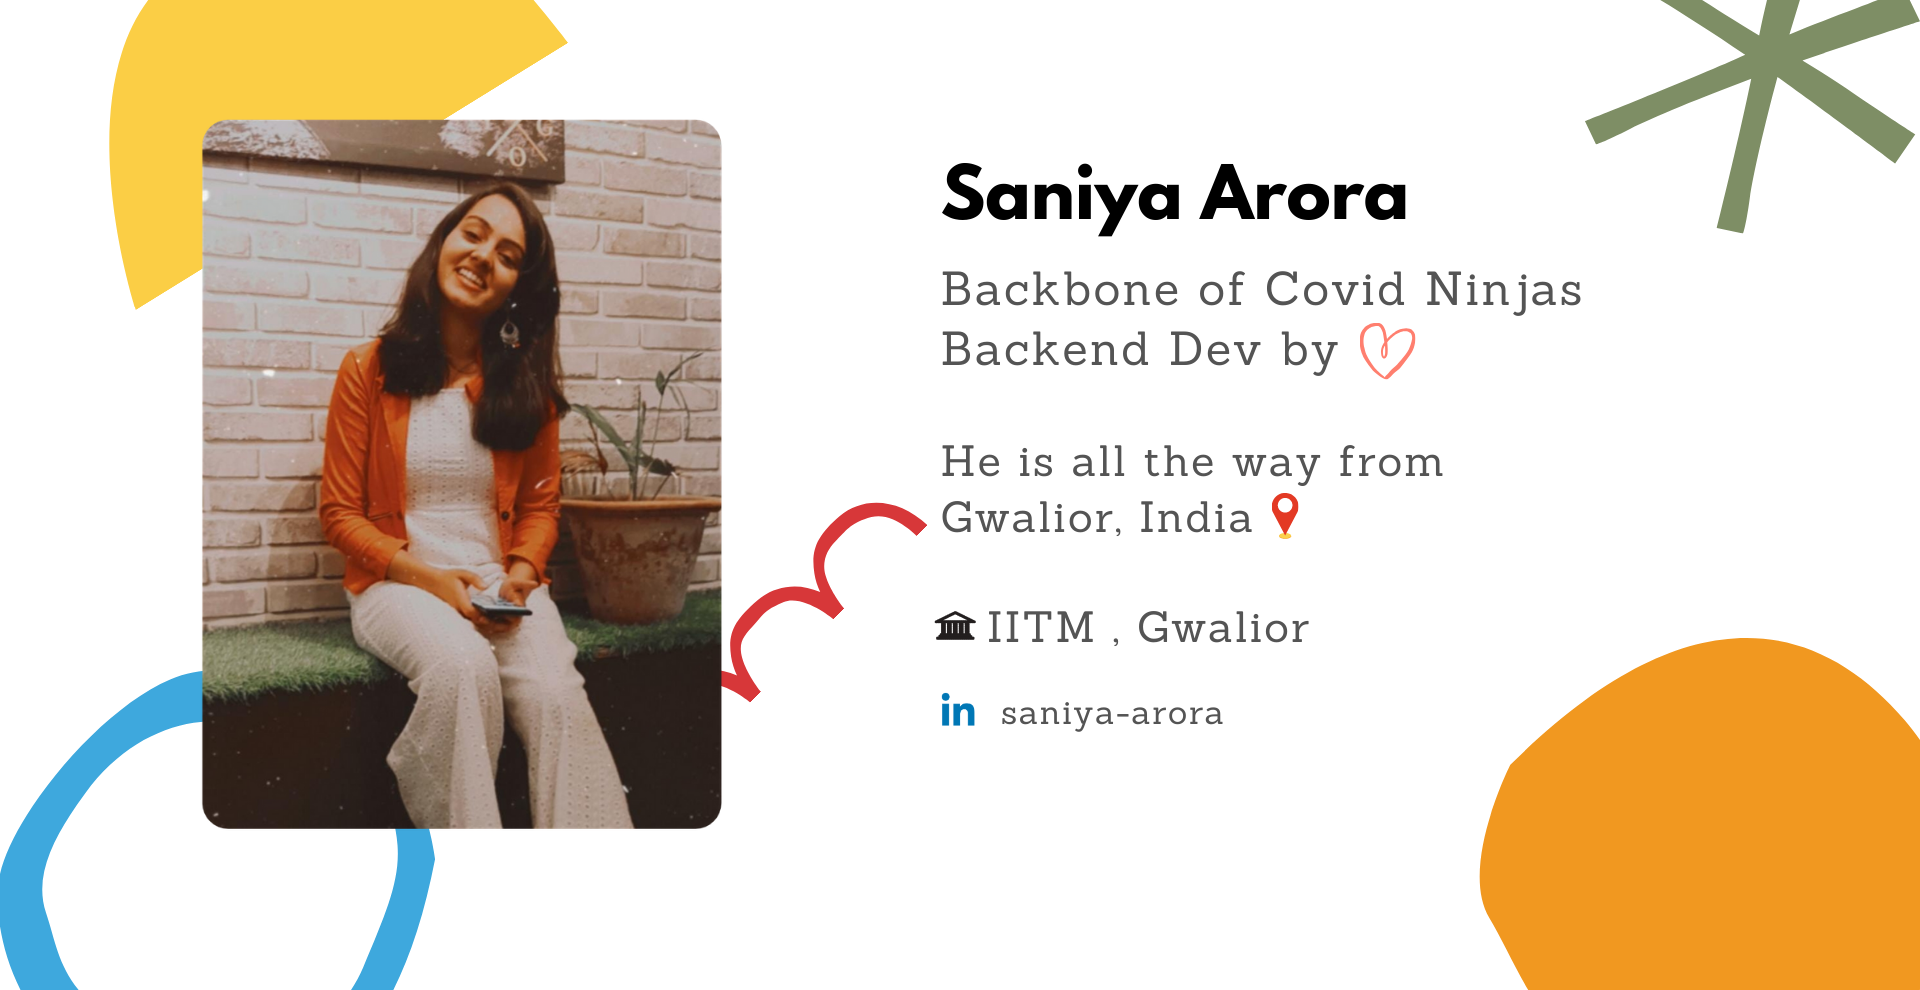 G
O
Saniya Arora
Backbone of Covid Ninjas
Backend Dev by
He is all the way from
Gwalior, India
IITM , Gwalior
in saniya-arora